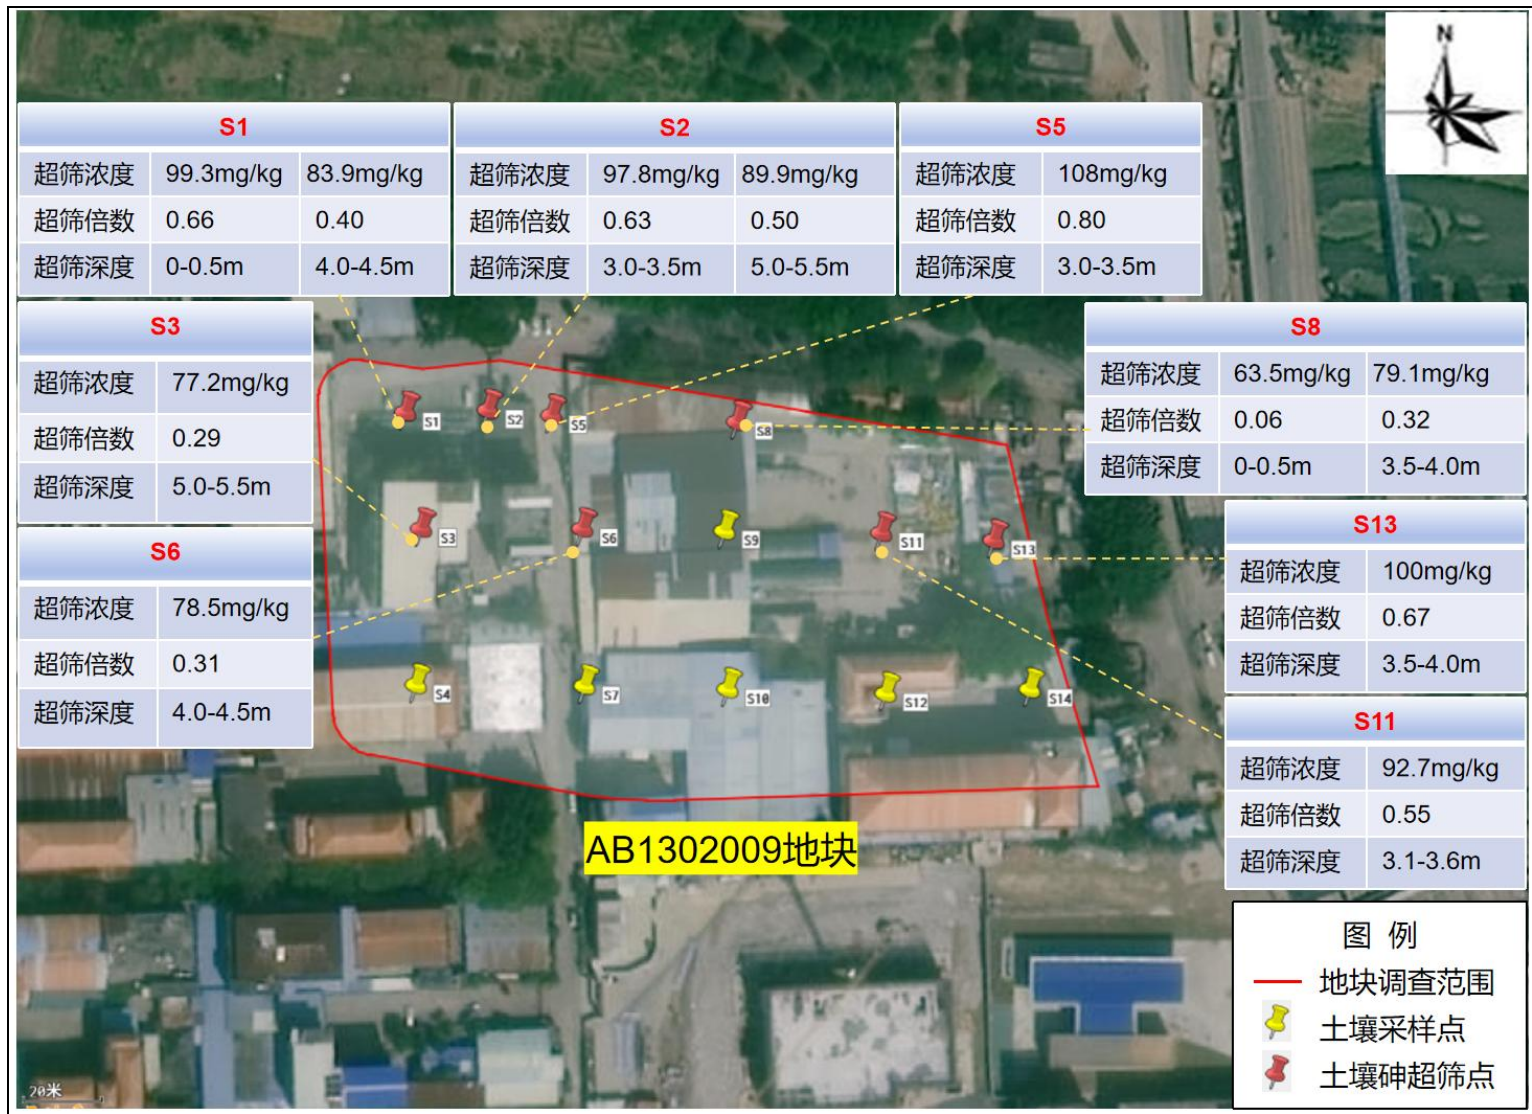 N
S1
超筛浓度 99.3mg/kg 83.9mg/kg
超筛倍数 0.66 0.40
超筛深度 0-0.5m 4.0-4.5m
S2
超筛浓度 97.8mg/kg 89.9mg/kg
超筛倍数 0.63 0.50
超筛深度 3.0-3.5m 5.0-5.5m
S5
超筛浓度 108mg/kg
超筛倍数 0.80
超筛深度 3.0-3.5m
S3
超筛浓度 77.2mg/kg
超筛倍数 0.29
超筛深度 5.0-5.5m
S8
超筛浓度 63.5mg/kg 79.1mg/kg
超筛倍数 0.06 0.32
超筛深度 0-0.5m 3.5-4.0m
S6
超筛浓度 78.5mg/kg
超筛倍数 0.31
超筛深度 4.0-4.5m
S13
超筛浓度 100mg/kg
超筛倍数 0.67
超筛深度 3.5-4.0m
S11
超筛浓度 92.7mg/kg
超筛倍数 0.55
超筛深度 3.1-3.6m
S1 S2 S5 S8
S3 S6 S9 S11 S13
S4 S7 S10 S12 S14
AB1302009地块
图 例
地块调查范围
土壤采样点
土壤砷超筛点
20米